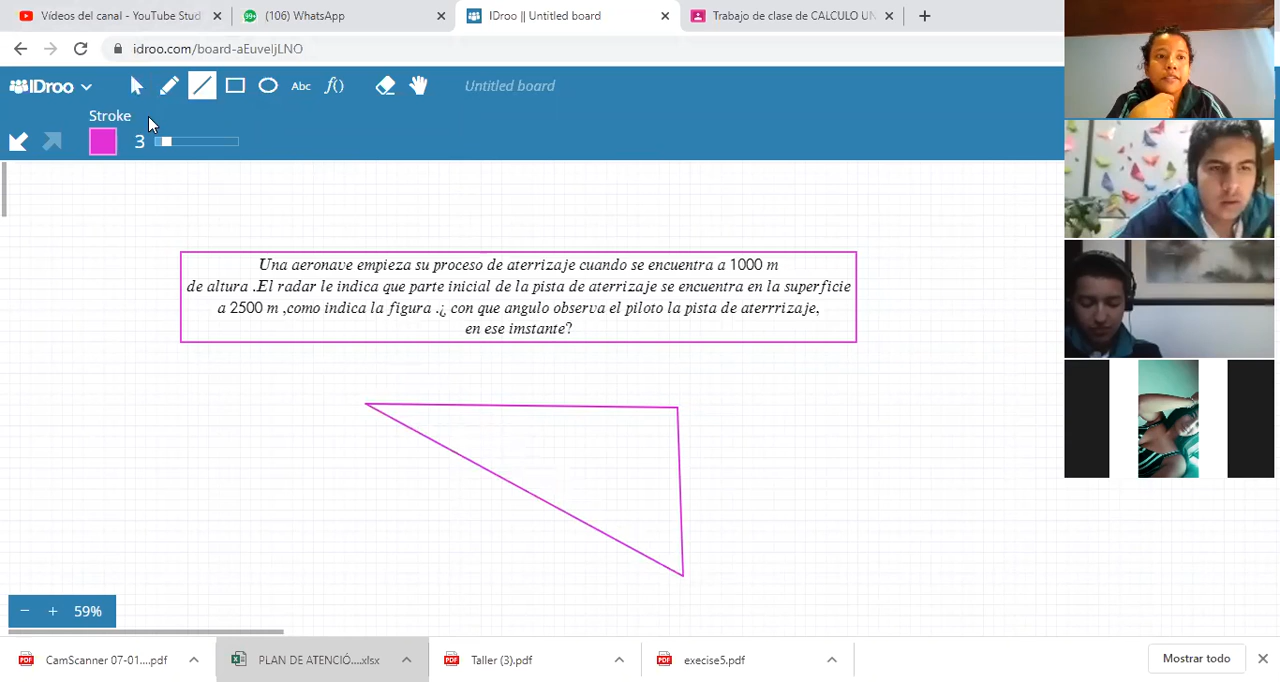 Vídeos del canal - YouTube Stud
(106) WhatsApp
IDroo || Untitled board
Trabajo de clase de CALCULO UN
idroo.com/board-aEuveljLNO
IDroo
Abc
f()
Untitled board
Stroke
3
Una aeronave empieza su proceso de aterrizaje cuando se encuentra a 1000 m
de altura .El radar le indica que parte inicial de la pista de aterrizaje se encuentra en la superficie
a 2500 m ,como indica la figura .¿ con que angulo observa el piloto la pista de aterrrizaje,
en ese imstante?
59%
CamScanner 07-01....pdf
PLAN DE ATENCIÓ....xlsx
Taller (3).pdf
execise5.pdf
Mostrar todo